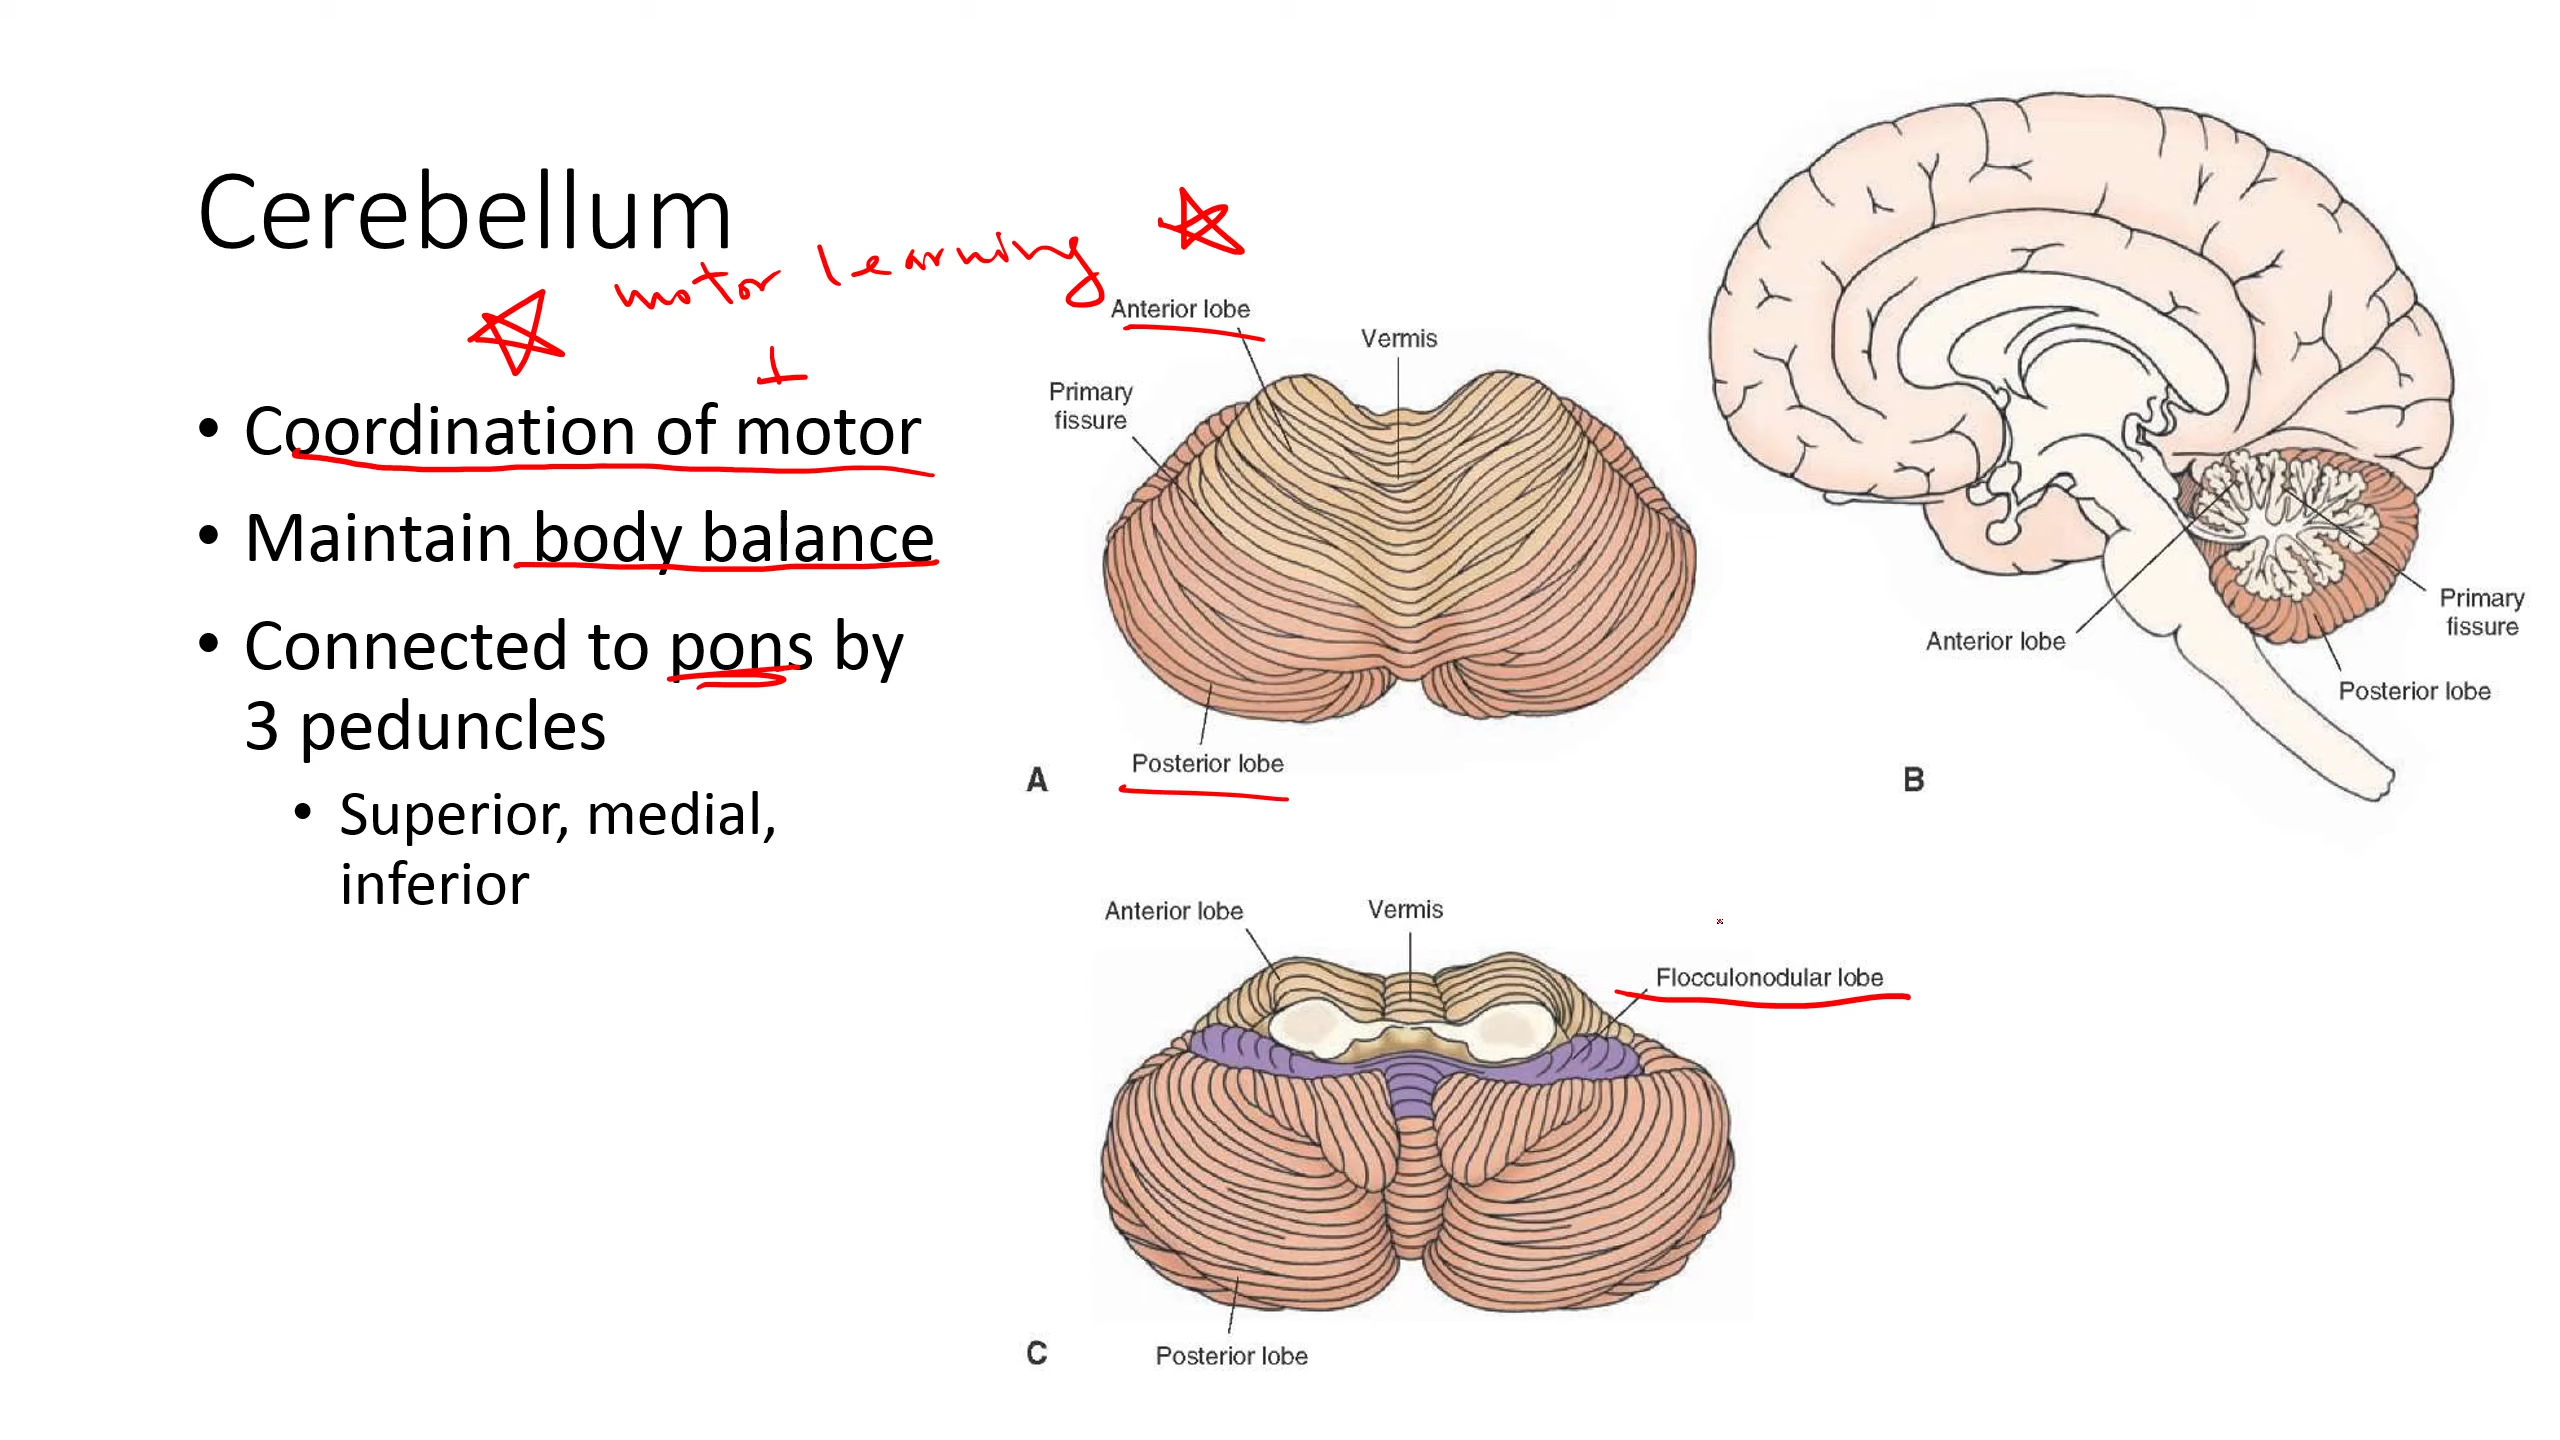 Cerebellum
motor learning
• Coordination of motor
• Maintain body balance
• Connected to pons by
3 peduncles
• Superior, medial,
inferior
Anterior lobe
Vermis
Primary
fissure
Posterior lobe
A
Anterior lobe
Primary
fissure
Posterior lobe
B
Anterior lobe
Vermis
Flocculonodular lobe
Posterior lobe
C